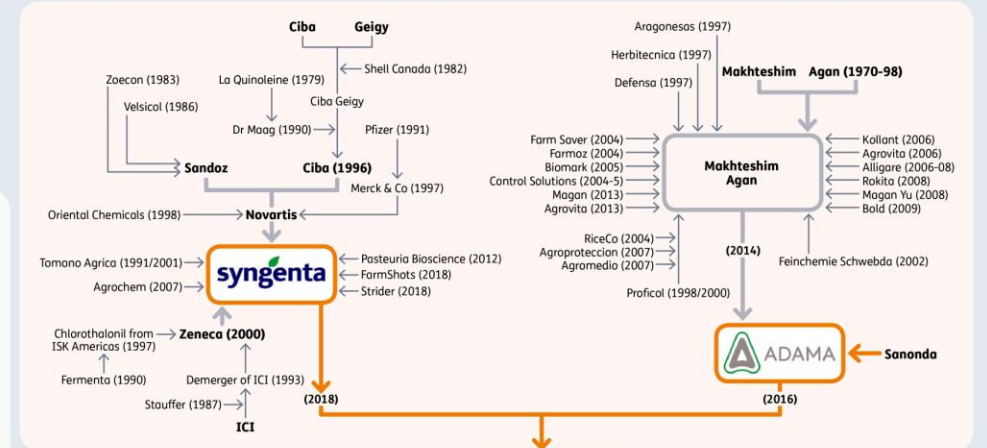 Ciba
Geigy
Shell Canada (1982)
Zoecon (1983)
La Quinoleine (1979)
Velsicol (1986)
Ciba Geigy
Dr Maag (1990)
Pfizer (1991)
Sandoz
Ciba (1996)
Merck & Co (1997)
Oriental Chemicals (1998)
Novartis
Tomono Agrica (1991/2001)
Agrochem (2007)
syngenta
Pasteuria Bioscience (2012)
FarmShots (2018)
Strider (2018)
Chlorothalonil from
ISK Americas (1997)
Zeneca (2000)
Fermenta (1990)
Demerger of ICI (1993)
Stauffer (1987)
ICI
(2018)
Aragonesas (1997)
Herbitecnica (1997)
Defensa (1997)
Makhteshim
Agan (1970-98)
Farm Saver (2004)
Farmoz (2004)
Biomark (2005)
Control Solutions (2004-5)
Magan (2013)
Agrovita (2013)
Makhteshim
Agan
Kollant (2006)
Agrovita (2006)
Alligare (2006-08)
Rokita (2008)
Magan Yu (2008)
Bold (2009)
RiceCo (2004)
Agroproteccion (2007)
Agromedio (2007)
Proficol (1998/2000)
(2014)
Feinchemie Schwebda (2002)
ADAMA
Sanonda
(2016)